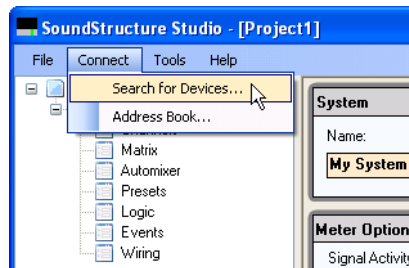 SoundStructure Studio - [Project1]
File Connect Tools Help
Search for Devices...
Address Book...
Matrix
Automixer
Presets
Logic
Events
Wiring
System
Name:
My System
Meter Option
Signal Activity